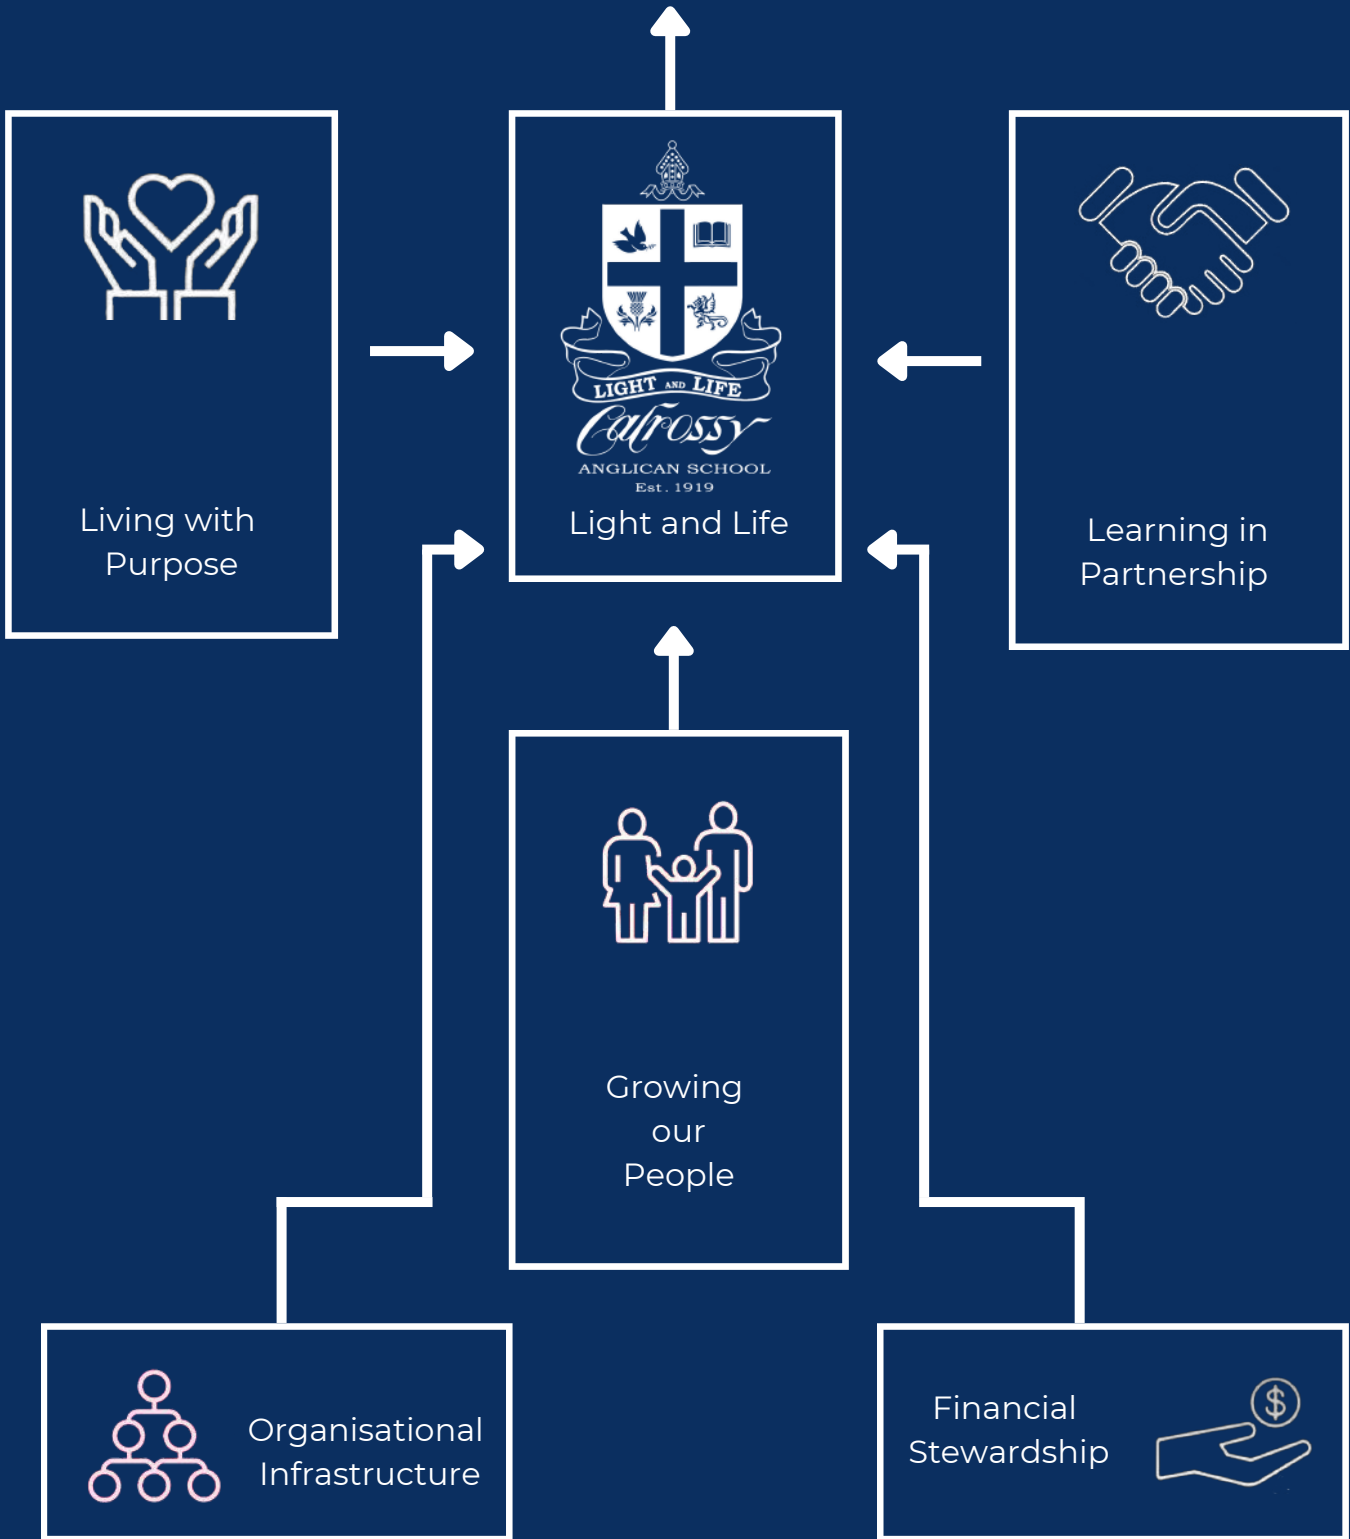 LIGHT AND LIFE
Calrossy
ANGLICAN SCHOOL
Est. 1919
Light and Life
Living with
Purpose
Learning in
Partnership
Growing
our
People
Organisational
Infrastructure
Financial
Stewardship
$